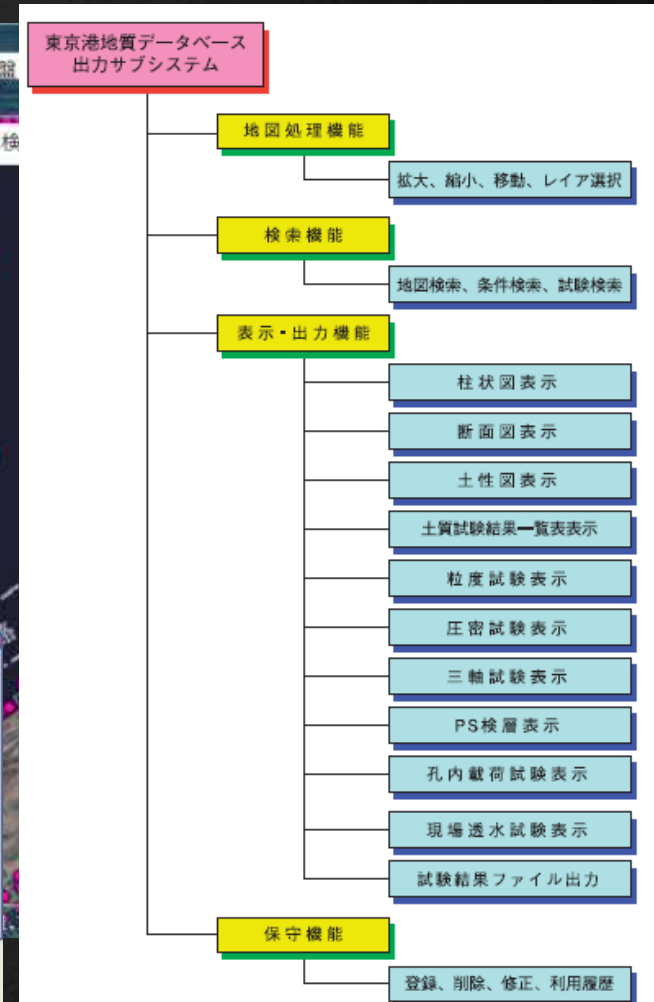 東京港地質データベース
出力サブシステム
地図処理機能
拡大、縮小、移動、レイア選択
検索機能
地図検索、条件検索、試験検索
表示・出力機能
柱状図表示
断面図表示
土性図表示
土質試験結果一覧表表示
粒度試験表示
圧密試験表示
三軸試験表示
PS検層表示
孔内載荷試験表示
現場透水試験表示
試験結果ファイル出力
保守機能
登録、削除、修正、利用履歴